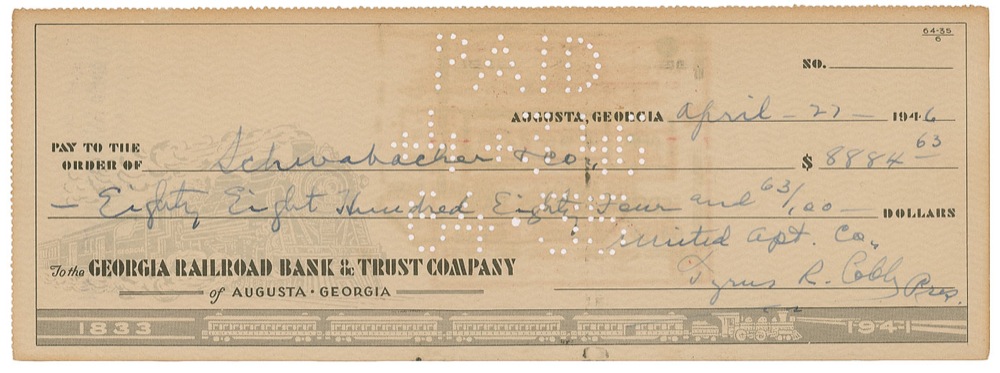 PAID
64-35
6
NO.
AUGUSTA, GEORGIA April - 27 - 1946
PAY TO THE
ORDER OF Schwabacher & Co., $ 8884 63
- Eighty Eight Hundred Eighty Four and 63/100 - DOLLARS
United Apt. Co.,
To the GEORGIA RAILROAD BANK & TRUST COMPANY
Tyrus R. Cobb, Pres.
of AUGUSTA · GEORGIA
1833 1941